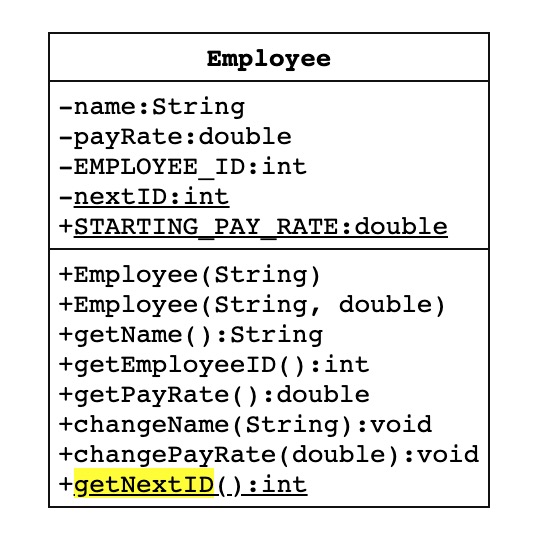 Employee
-name:String
-payRate:double
-EMPLOYEE_ID:int
-nextID:int
+STARTING_PAY_RATE:double
+Employee(String)
+Employee(String, double)
+getName():String
+getEmployeeID():int
+getPayRate():double
+changeName(String):void
+changePayRate(double):void
+getNextID():int